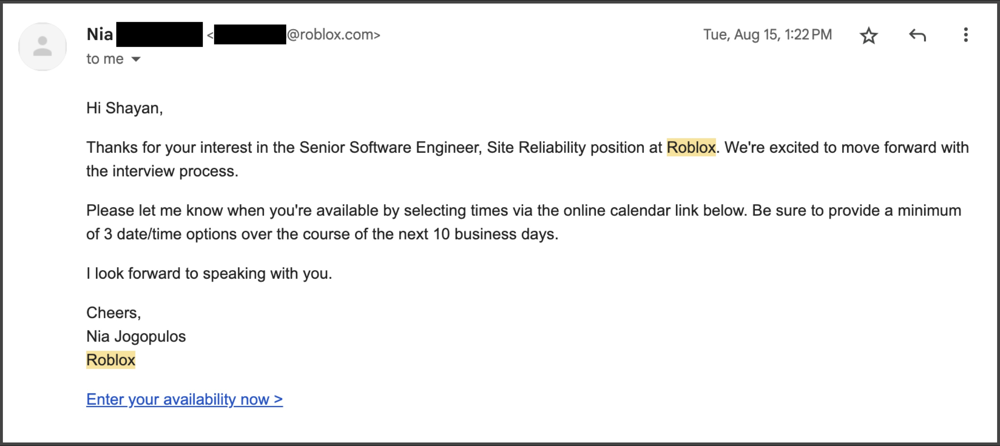 Nia < @roblox.com> Tue, Aug 15, 1:22 PM
to me
Hi Shayan,
Thanks for your interest in the Senior Software Engineer, Site Reliability position at Roblox. We're excited to move forward with
the interview process.
Please let me know when you're available by selecting times via the online calendar link below. Be sure to provide a minimum
of 3 date/time options over the course of the next 10 business days.
I look forward to speaking with you.
Cheers,
Nia Jogopulos
Roblox
Enter your availability now >